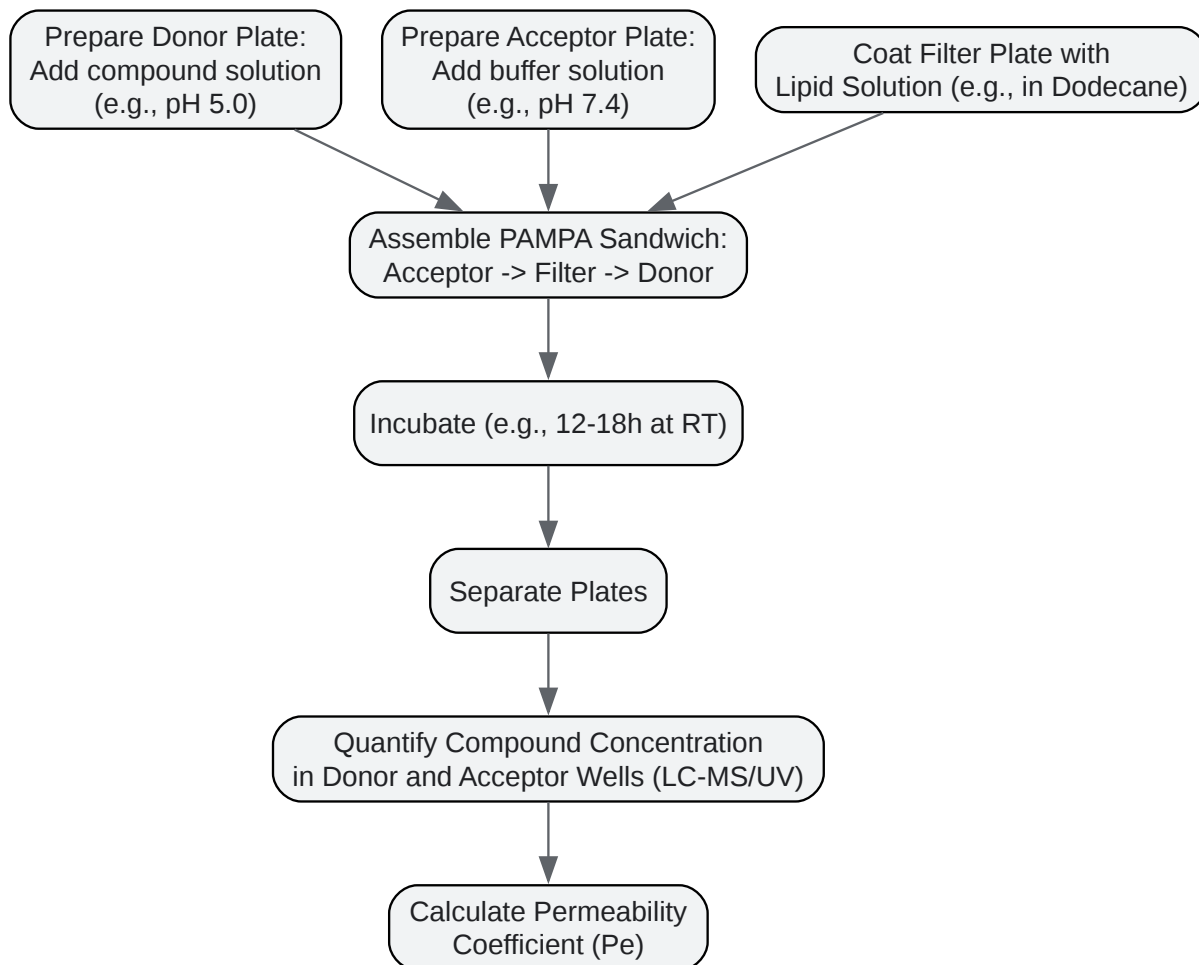 Prepare Donor Plate:
Add compound solution
(e.g., pH 5.0)
Prepare Acceptor Plate:
Add buffer solution
(e.g., pH 7.4)
Coat Filter Plate with
Lipid Solution (e.g., in Dodecane)
Assemble PAMPA Sandwich:
Acceptor -> Filter -> Donor
Incubate (e.g., 12-18h at RT)
Separate Plates
Quantify Compound Concentration
in Donor and Acceptor Wells (LC-MS/UV)
Calculate Permeability
Coefficient (Pe)